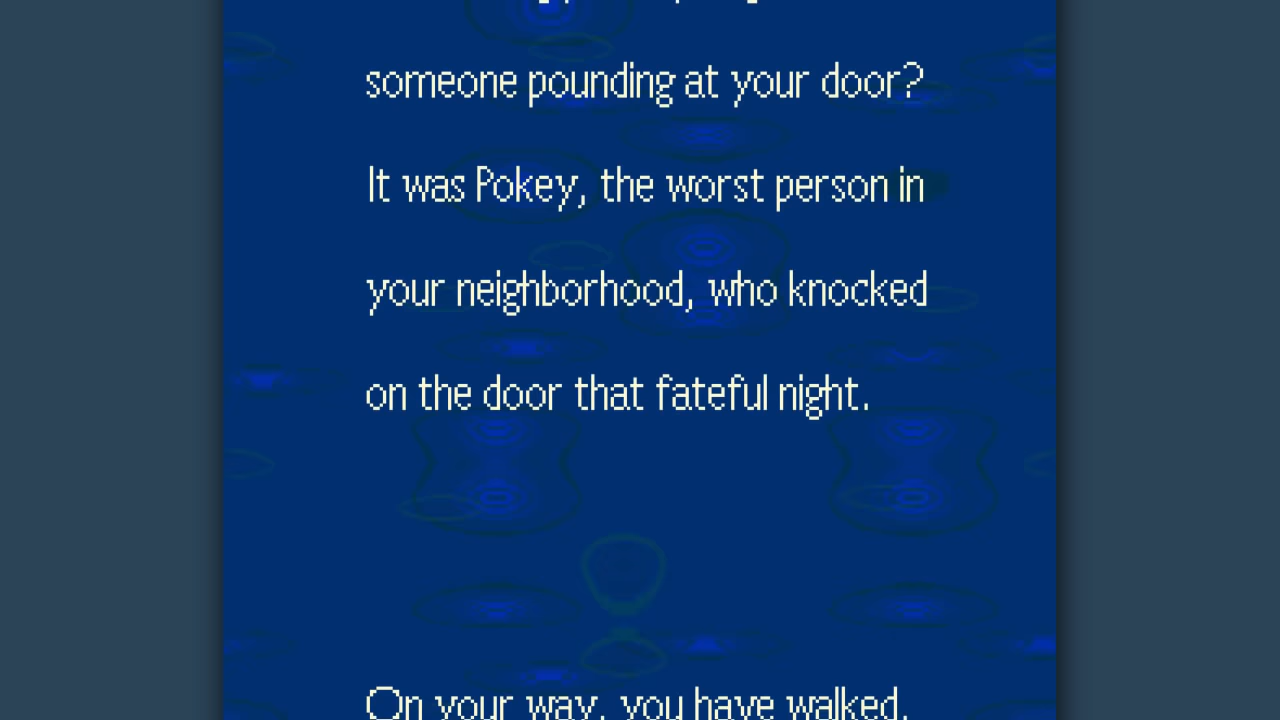 someone pounding at your door?
It was Pokey, the worst person in
your neighborhood, who knocked
on the door that fateful night.
On your way, you have walked,